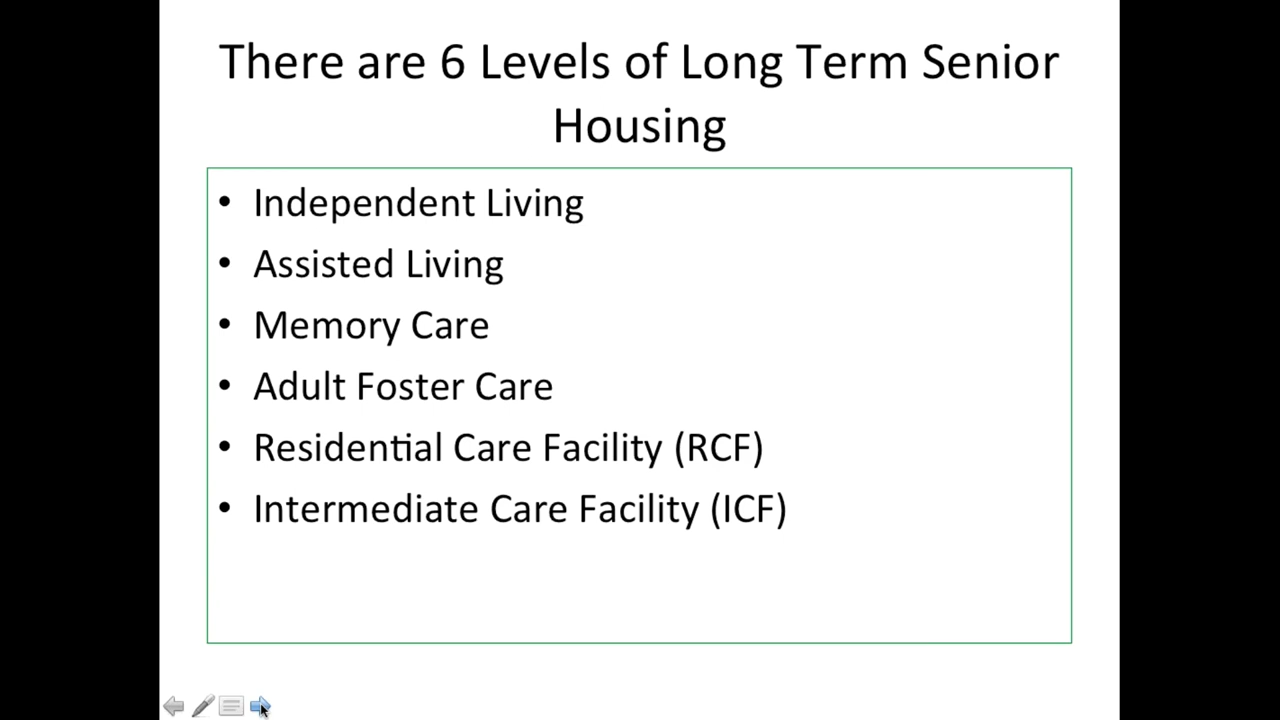 There are 6 Levels of Long Term Senior
Housing
• Independent Living
• Assisted Living
• Memory Care
• Adult Foster Care
• Residential Care Facility (RCF)
• Intermediate Care Facility (ICF)